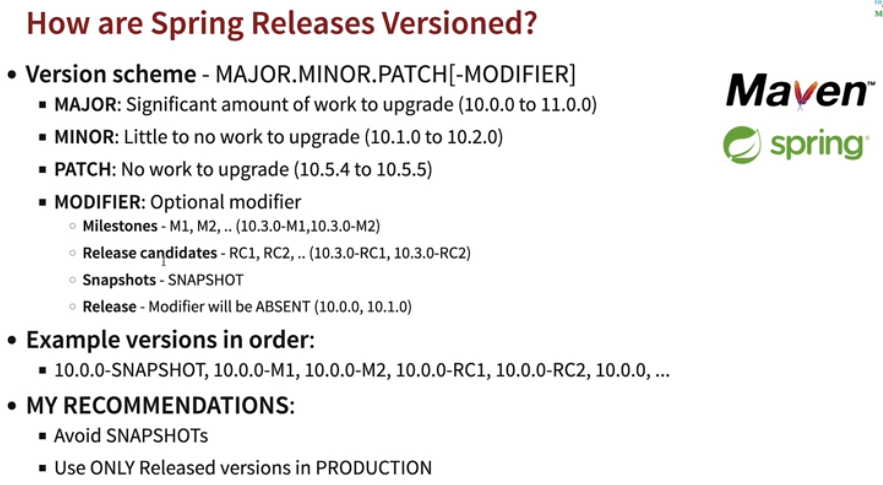 How are Spring Releases Versioned?
• Version scheme - MAJOR.MINOR.PATCH[-MODIFIER]
▪ MAJOR: Significant amount of work to upgrade (10.0.0 to 11.0.0)
▪ MINOR: Little to no work to upgrade (10.1.0 to 10.2.0)
▪ PATCH: No work to upgrade (10.5.4 to 10.5.5)
▪ MODIFIER: Optional modifier
○ Milestones - M1, M2, .. (10.3.0-M1,10.3.0-M2)
○ Release candidates - RC1, RC2, .. (10.3.0-RC1, 10.3.0-RC2)
○ Snapshots - SNAPSHOT
○ Release - Modifier will be ABSENT (10.0.0, 10.1.0)
• Example versions in order:
▪ 10.0.0-SNAPSHOT, 10.0.0-M1, 10.0.0-M2, 10.0.0-RC1, 10.0.0-RC2, 10.0.0, ...
• MY RECOMMENDATIONS:
▪ Avoid SNAPSHOTs
▪ Use ONLY Released versions in PRODUCTION
Maven™
spring®